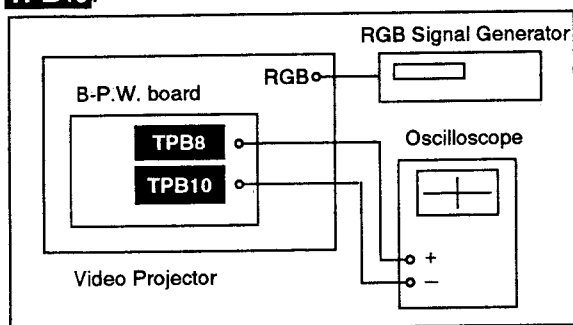 RGB Signal Generator
RGB
B-P.W. board
TPB8
TPB10
Oscilloscope
+
–
Video Projector